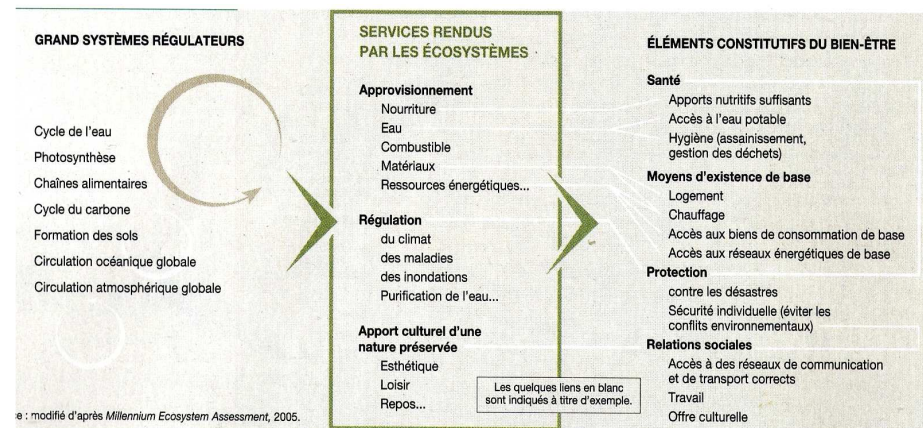 GRAND SYSTÈMES RÉGULATEURS
Cycle de l'eau
Photosynthèse
Chaînes alimentaires
Cycle du carbone
Formation des sols
Circulation océanique globale
Circulation atmosphérique globale
SERVICES RENDUS
PAR LES ÉCOSYSTÈMES
Approvisionnement
Nourriture
Eau
Combustible
Matériaux
Ressources énergétiques...
Régulation
du climat
des maladies
des inondations
Purification de l'eau...
Apport culturel d'une
nature préservée
Esthétique
Loisir
Repos...
Les quelques liens en blanc
sont indiqués à titre d'exemple.
ÉLÉMENTS CONSTITUTIFS DU BIEN-ÊTRE
Santé
Apports nutritifs suffisants
Accès à l'eau potable
Hygiène (assainissement,
gestion des déchets)
Moyens d'existence de base
Logement
Chauffage
Accès aux biens de consommation de base
Accès aux réseaux énergétiques de base
Protection
contre les désastres
Sécurité individuelle (éviter les
conflits environnementaux)
Relations sociales
Accès à des réseaux de communication
et de transport corrects
Travail
Offre culturelle
e : modifié d'après Millennium Ecosystem Assessment, 2005.